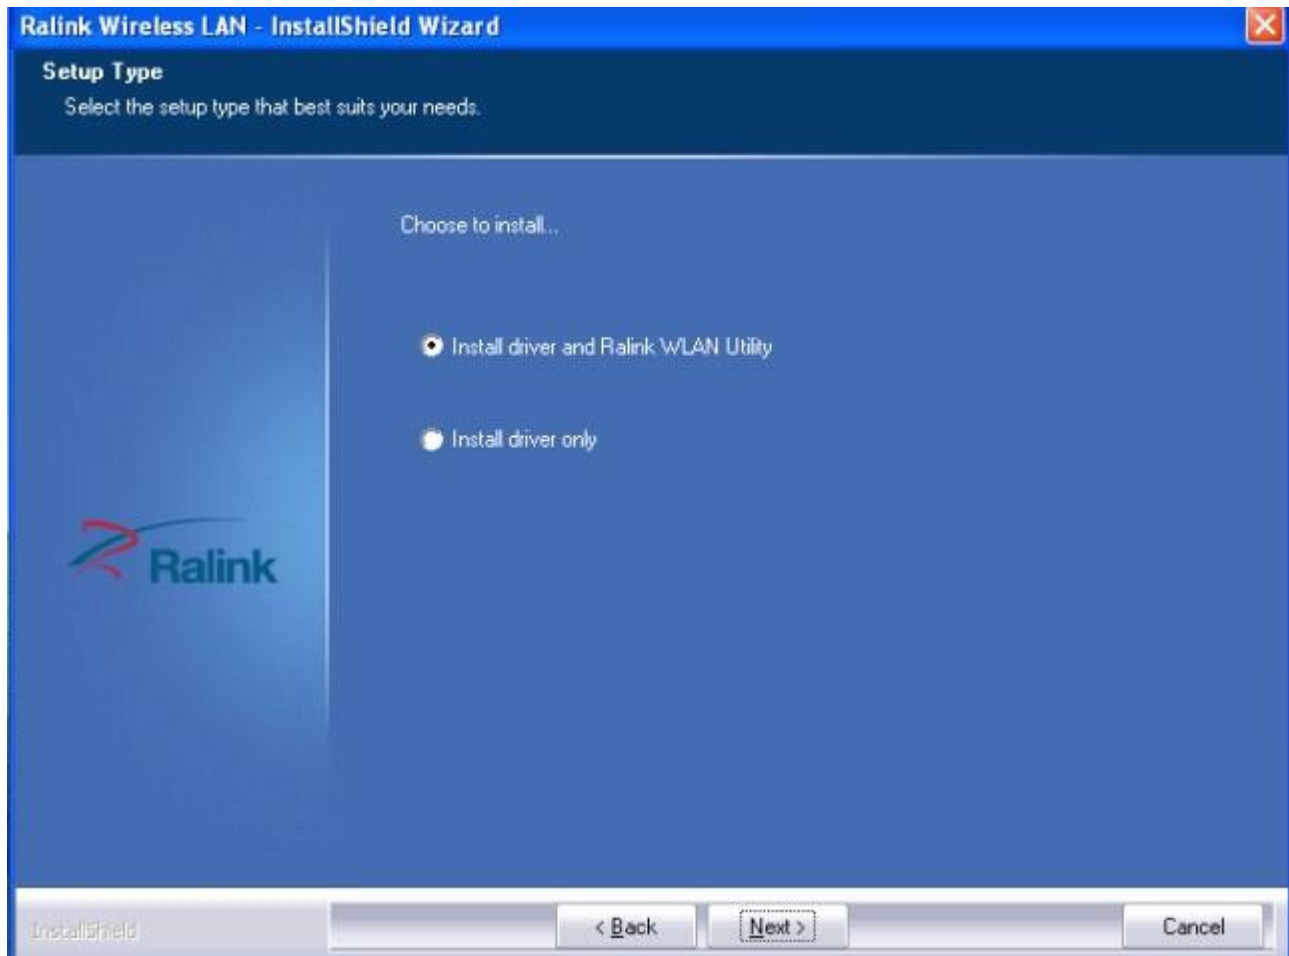 Ralink Wireless LAN - InstallShield Wizard
Setup Type
Select the setup type that best suits your needs.
Choose to install...
Install driver and Ralink WLAN Utility
Install driver only
Ralink
InstallShield
< Back
Next >
Cancel